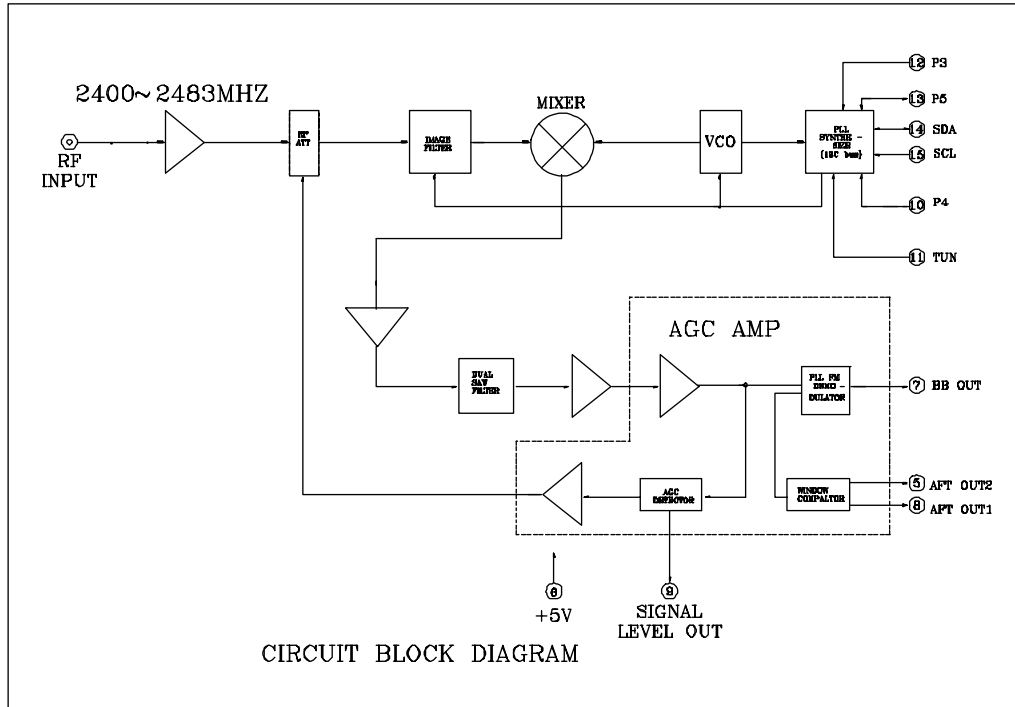 2400~2483MHZ
RF
INPUT
RF
ATT
IMAGE
FILTER
MIXER
VCO
PLL
SYNTHE-
SIZE
(I2C bus)
12 P3
13 P5
14 SDA
15 SCL
10 P4
11 TUN
AGC AMP
DUAL
SAW
FILTER
PLL FM
DEMO-
DULATOR
7 BB OUT
AGC
DETECTOR
WINDOW
COMPALTOR
5 AFT OUT2
8 AFT OUT1
6
+5V
9
SIGNAL
LEVEL OUT
CIRCUIT BLOCK DIAGRAM